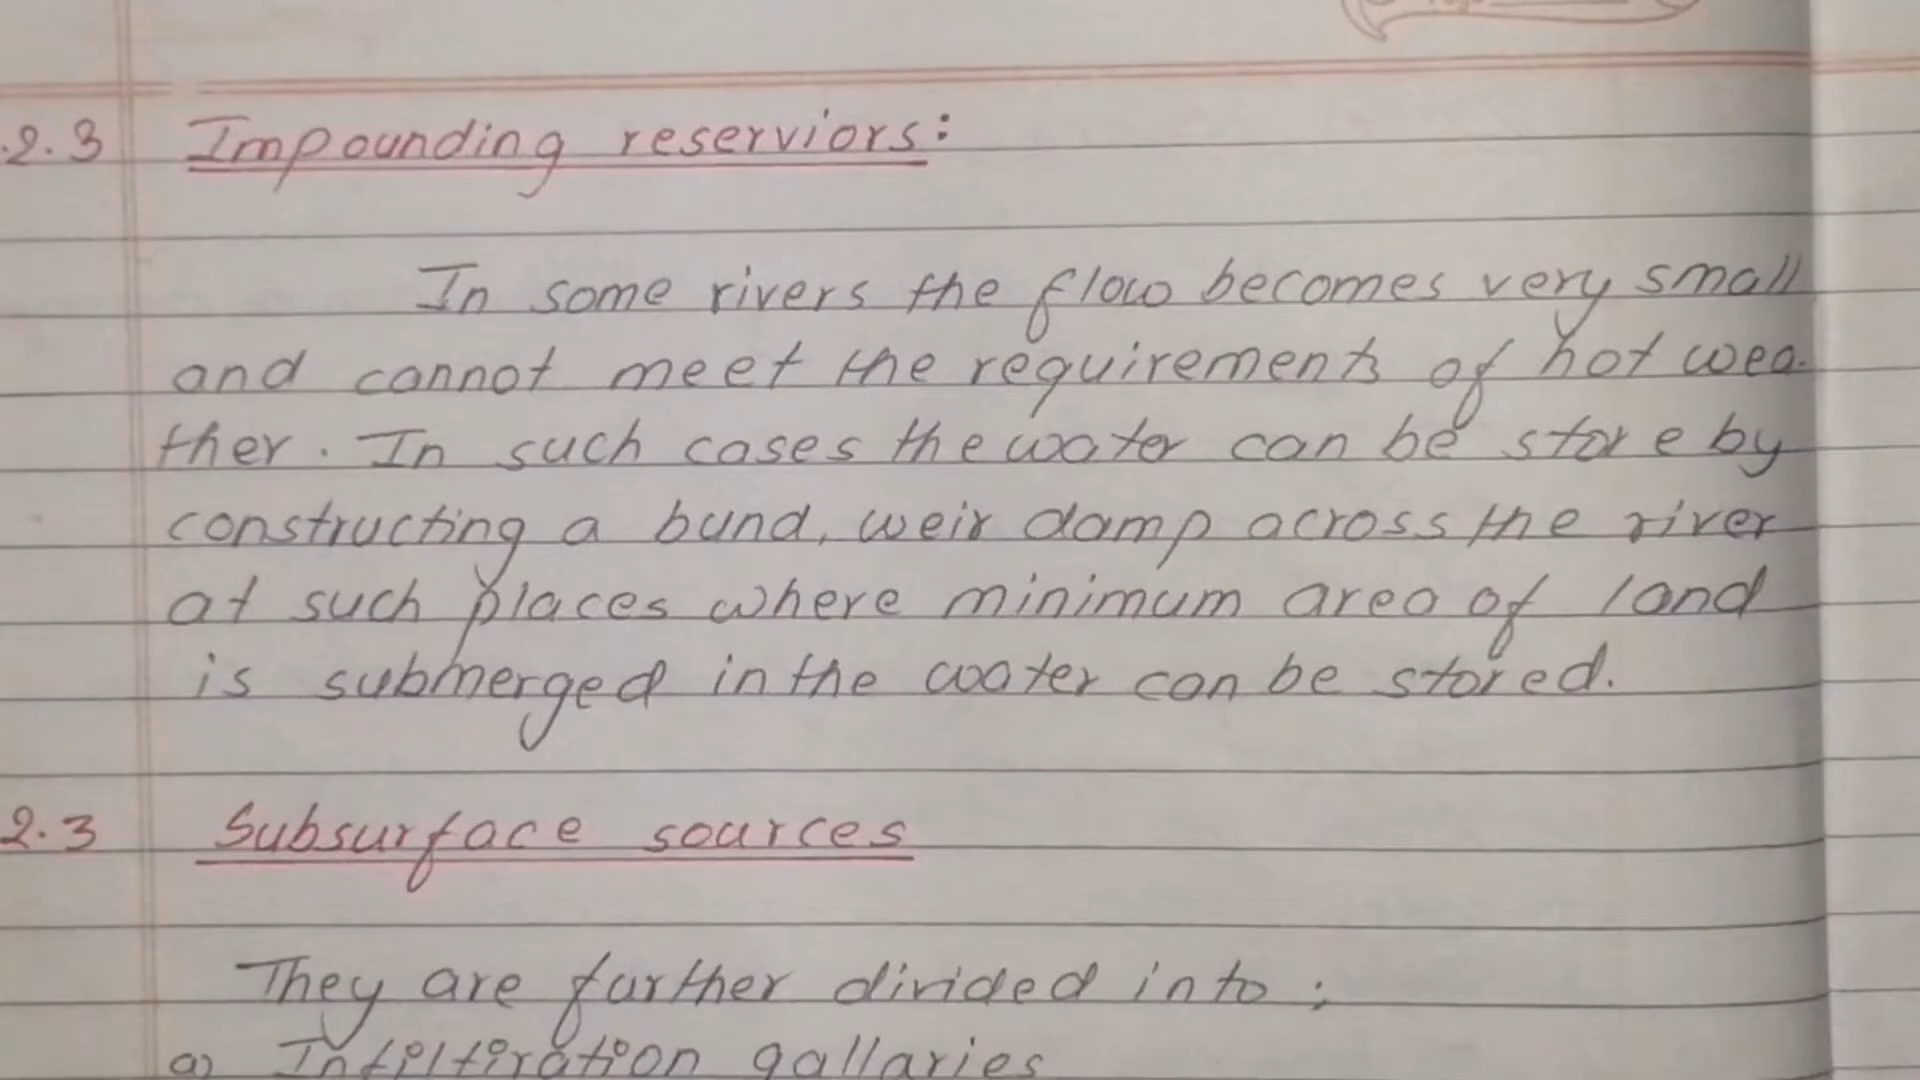 .2.3 Impounding reserviors:
In some rivers the flow becomes very small
and cannot meet the requirements of hot wea-
ther. In such cases the water can be store by
constructing a bund, weir damp across the river
at such places where minimum area of land
is submerged in the water can be stored.
2.3 Subsurface sources
They are further divided into :
a) Infiltiration gallaries